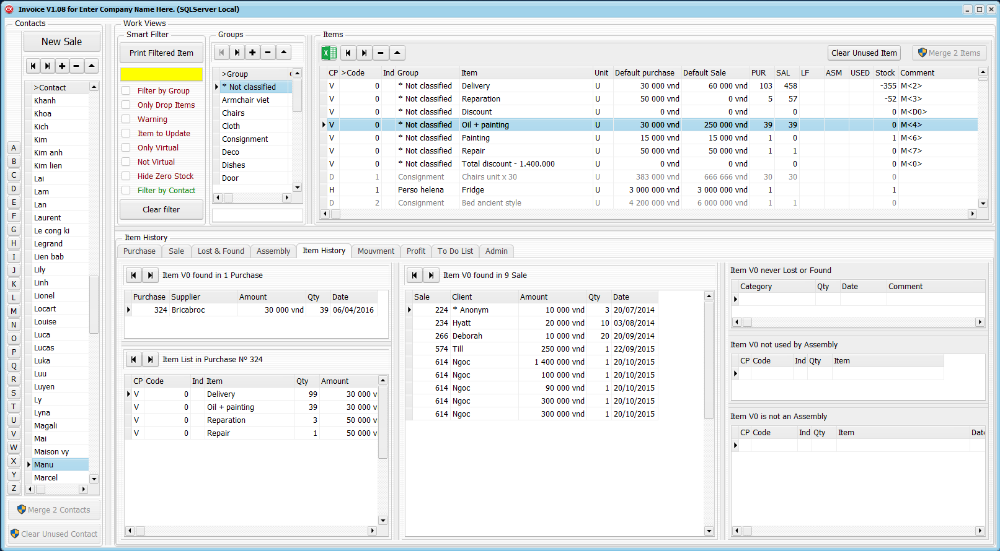 Invoice V1.08 for Enter Company Name Here. (SQLServer Local)
Contacts
New Sale
>Contact
Khanh
Khoa
Kich
Kim
Kim anh
Kim lien
Lai
Lam
Lan
Laurent
Le cong ki
Legrand
Lien bab
Lily
Linh
Lionel
Locart
Louise
Luca
Lucas
Luka
Luu
Luyen
Ly
Lyna
Magali
Mai
Maison vy
Manu
Marcel
A
B
C
D
E
F
G
H
I
J
K
L
M
N
O
P
Q
R
S
T
U
V
W
X
Y
Z
Merge 2 Contacts
Clear Unused Contact
Work Views
Smart Filter
Print Filtered Item
Filter by Group
Only Drop Items
Warning
Item to Update
Only Virtual
Not Virtual
Hide Zero Stock
Filter by Contact
Clear filter
Groups
>Group
* Not classified
Armchair viet
Chairs
Cloth
Consignment
Deco
Dishes
Door
Items
Clear Unused Item
Merge 2 Items
CP >Code Ind Group Item Unit Default purchase Default Sale PUR SAL LF ASM USED Stock Comment
V 0 * Not classified Delivery U 30 000 vnd 60 000 vnd 103 458 -355 M<2>
V 0 * Not classified Reparation U 50 000 vnd 0 vnd 5 57 -52 M<3>
V 0 * Not classified Discount U 0 vnd 0 vnd 0 0 M<D0>
V 0 * Not classified Oil + painting U 30 000 vnd 250 000 vnd 39 39 0 M<4>
V 0 * Not classified Painting U 15 000 vnd 15 000 vnd 1 0 1 M<6>
V 0 * Not classified Repair U 50 000 vnd 50 000 vnd 1 1 0 M<7>
V 0 * Not classified Total discount - 1.400.000 U 0 vnd 0 vnd 0 0 M<0>
D 1 Consignment Chairs unit x 30 U 383 000 vnd 666 666 vnd 30 30 0
H 1 Perso helena Fridge U 3 000 000 vnd 3 000 000 vnd 1 1
D 2 Consignment Bed ancient style U 4 200 000 vnd 6 000 000 vnd 1 1 0
Item History
Purchase Sale Lost & Found Assembly Item History Mouvment Profit To Do List Admin
Item V0 found in 1 Purchase
Purchase Supplier Amount Qty Date
324 Bricabroc 30 000 vnd 39 06/04/2016
Item List in Purchase N° 324
CP Code Ind Item Qty Amount
V 0 Delivery 99 30 000 v
V 0 Oil + painting 39 30 000 v
V 0 Reparation 3 50 000 v
V 0 Repair 1 50 000 v
Item V0 found in 9 Sale
Sale Client Amount Qty Date
224 * Anonym 10 000 vnd 3 20/07/2014
234 Hyatt 20 000 vnd 10 03/08/2014
266 Deborah 10 000 vnd 20 20/09/2014
574 Till 250 000 vnd 1 22/09/2015
614 Ngoc 1 400 000 vnd 1 20/10/2015
614 Ngoc 100 000 vnd 1 20/10/2015
614 Ngoc 90 000 vnd 1 20/10/2015
614 Ngoc 300 000 vnd 1 20/10/2015
614 Ngoc 300 000 vnd 1 20/10/2015
Item V0 never Lost or Found
Category Qty Date Comment
Item V0 not used by Assembly
CP Code Ind Qty Item
Item V0 is not an Assembly
CP Code Ind Qty Item Date